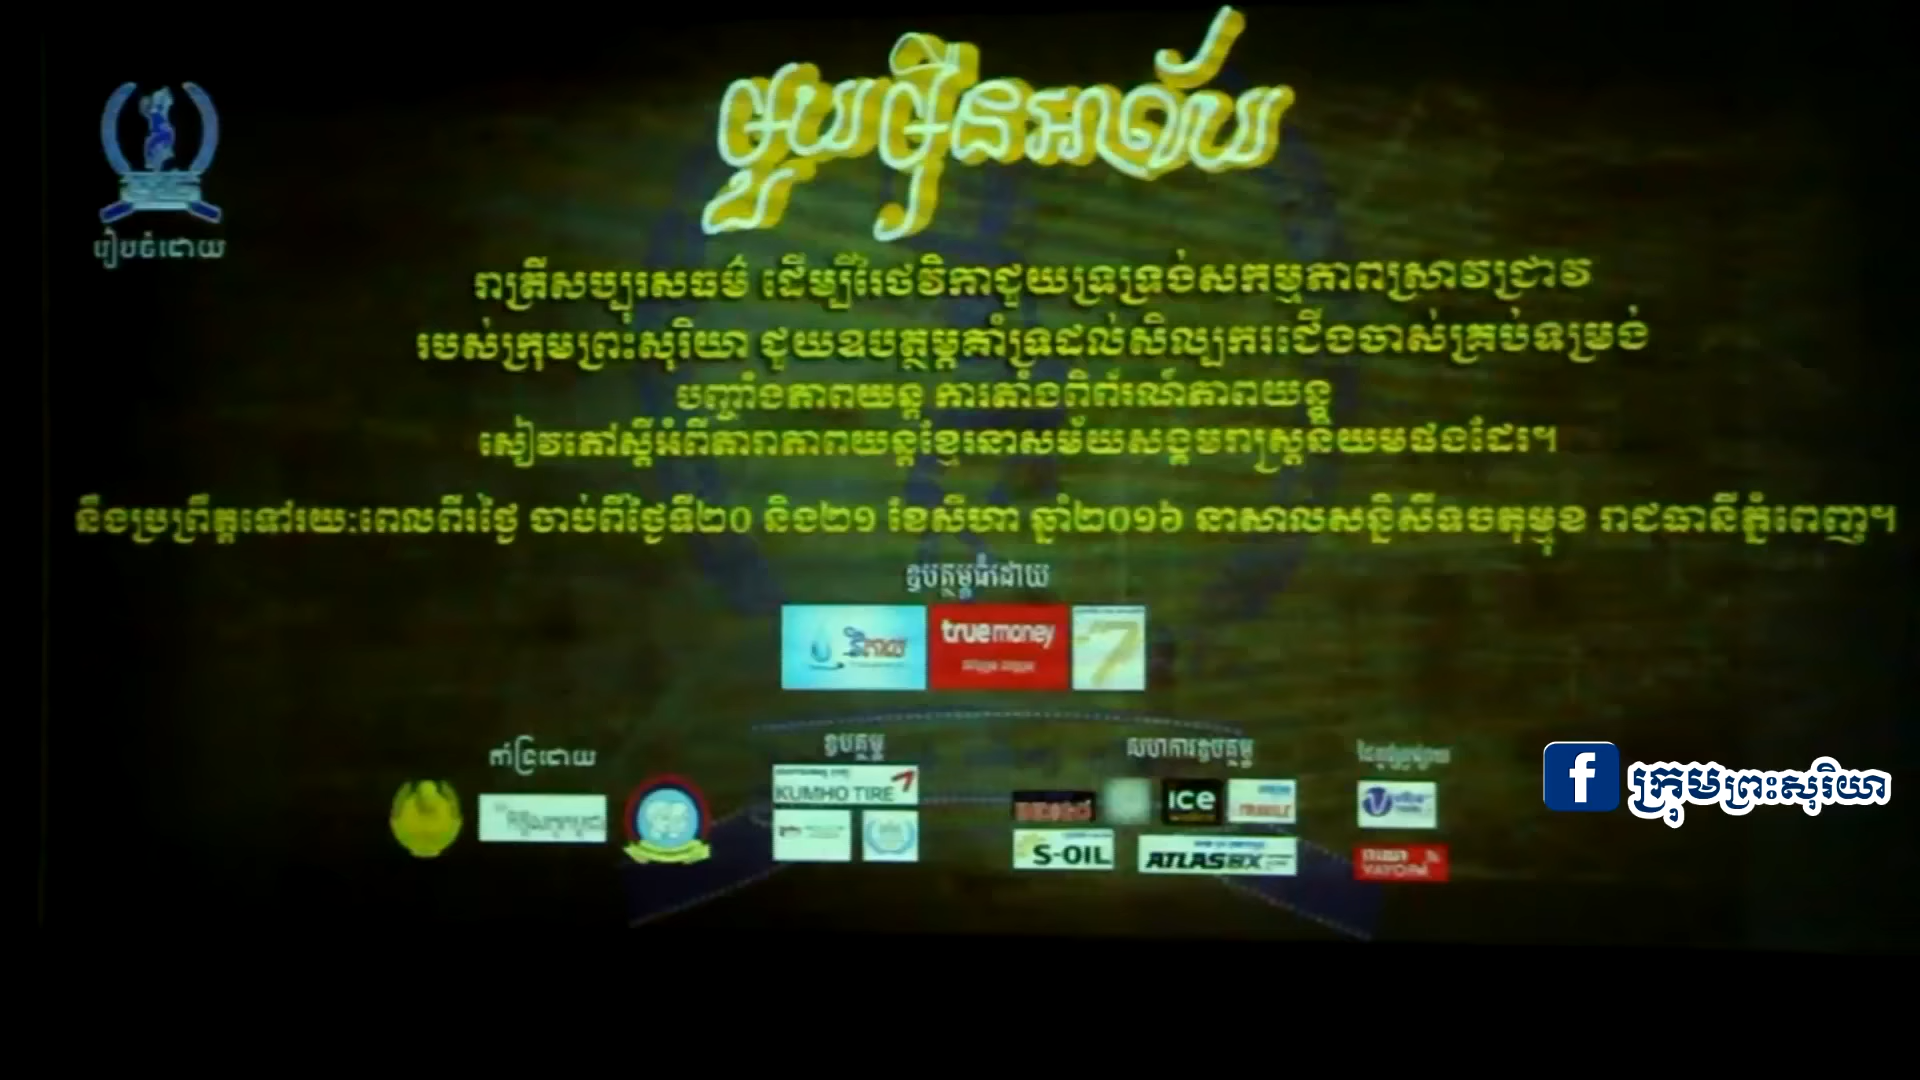 មួយម៉ឺនអាល័យ
រៀបចំដោយ
រាត្រីសប្បុរសធម៌ ដើម្បីរៃថវិកាជួយទ្រទ្រង់សកម្មភាពស្រាវជ្រាវ
របស់ក្រុមព្រះសុរិយា ជួយឧបត្ថម្ភគាំទ្រដល់សិល្បករជើងចាស់គ្រប់ទម្រង់
បញ្ចាំងភាពយន្ត ការតាំងពិព័រណ៍ភាពយន្ត
សៀវភៅស្តីអំពីតារាភាពយន្តខ្មែរនាសម័យសង្គមរាស្ត្រនិយមផងដែរ។
នឹងប្រព្រឹត្តទៅរយៈពេលពីរថ្ងៃ ចាប់ពីថ្ងៃទី២០ និង២១ ខែសីហា ឆ្នាំ២០១៦ នាសាលសន្និសីទចតុម្មុខ រាជធានីភ្នំពេញ។
ឧបត្ថម្ភធំដោយ
វីតាល
truemoney
7
គាំទ្រដោយ
ឧបត្ថម្ភ
សហការឧបត្ថម្ភ
KUMHO TIRE
ice
S-OIL
ATLASBX
ក្រុមព្រះសុរិយា